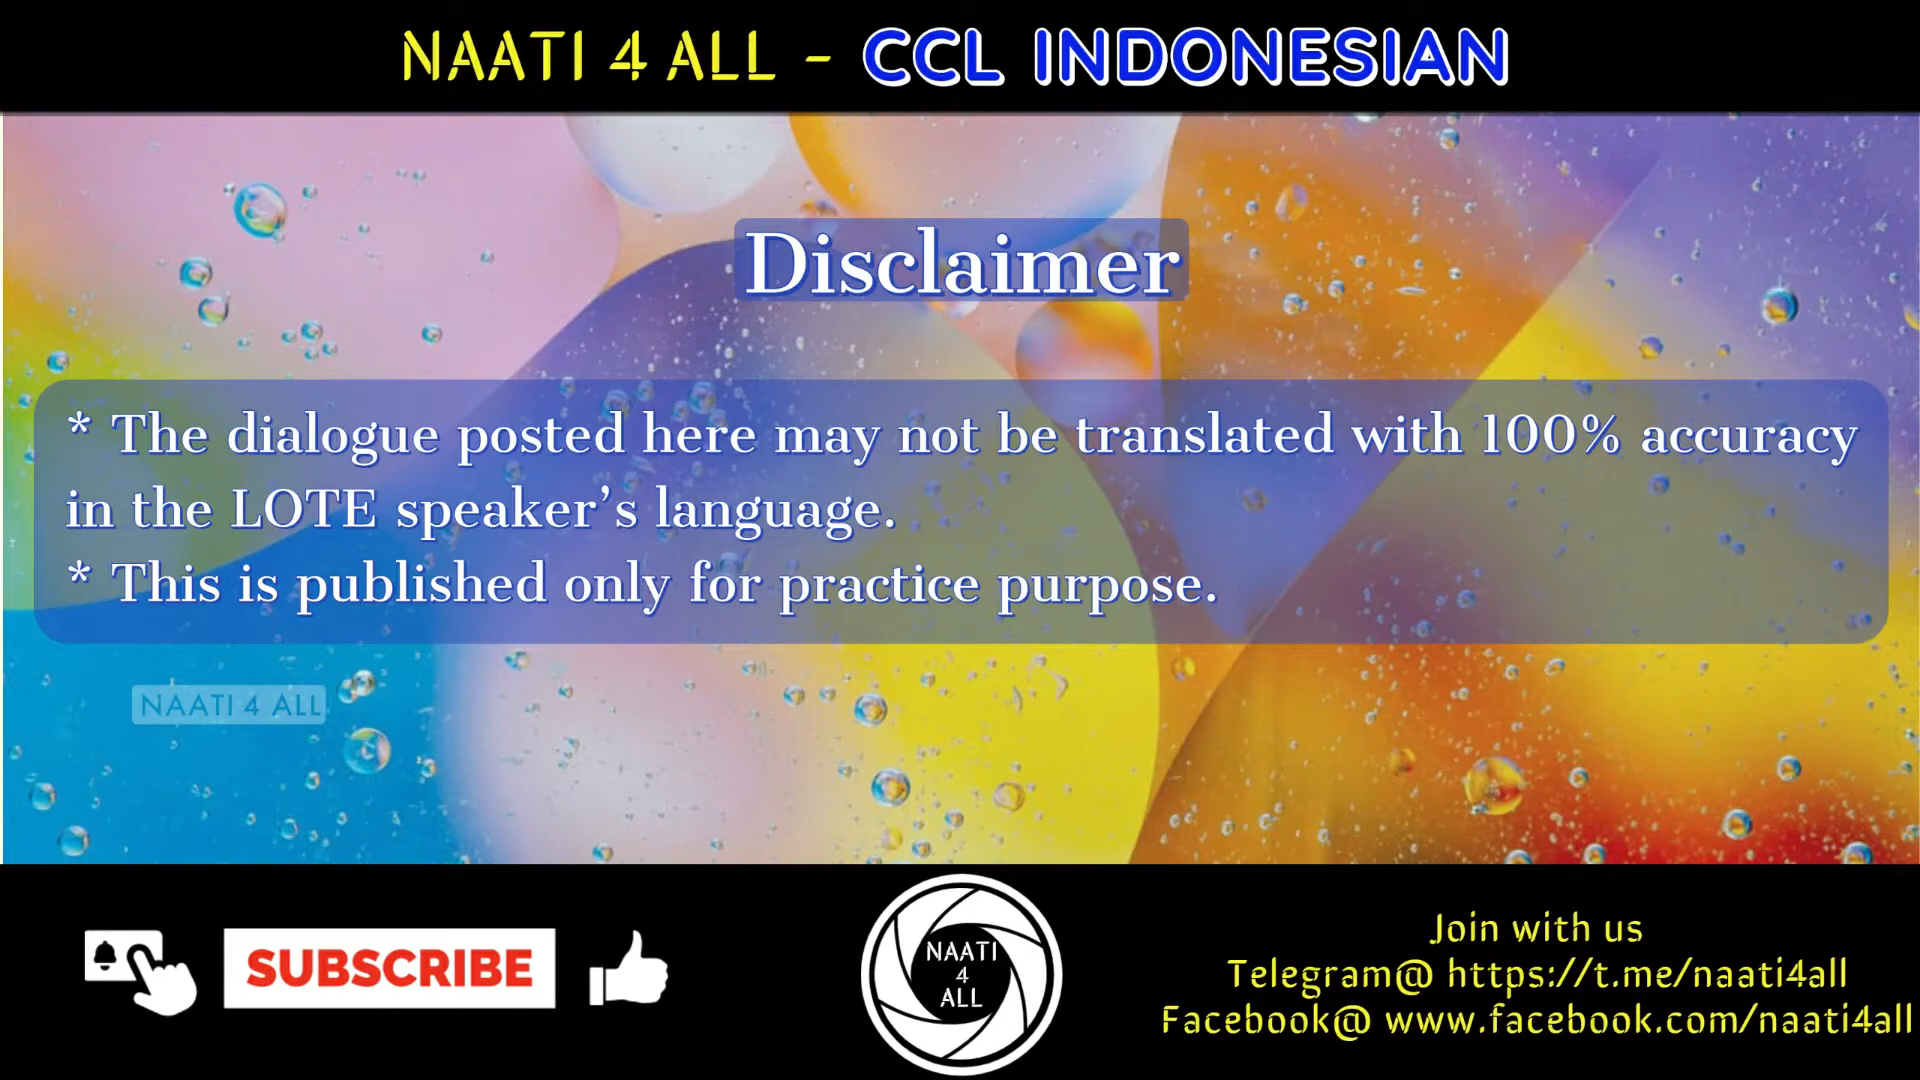 NAATI 4 ALL - CCL INDONESIAN
Disclaimer
* The dialogue posted here may not be translated with 100% accuracy
in the LOTE speaker’s language.
* This is published only for practice purpose.
NAATI 4 ALL
SUBSCRIBE
NAATI
4
ALL
Join with us
Telegram@ https://t.me/naati4all
Facebook@ www.facebook.com/naati4all